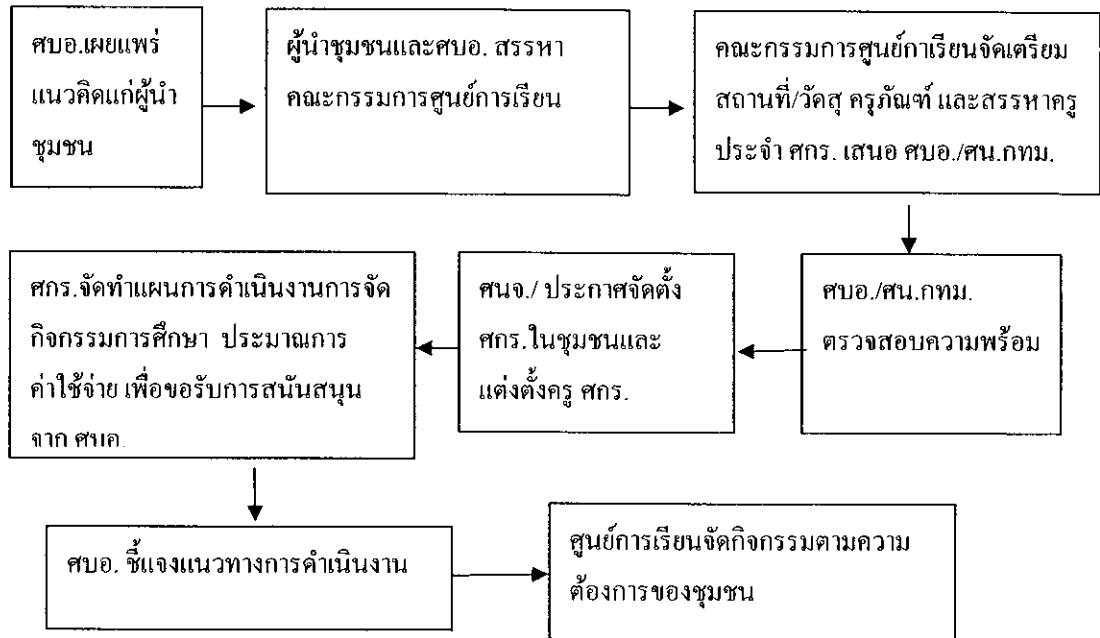 ศบอ.เผยแพร่
แนวคิดแก่ผู้นำ
ชุมชน
ผู้นำชุมชนและศบอ. สรรหา
คณะกรรมการศูนย์การเรียน
คณะกรรมการศูนย์กาเรียนจัดเตรียม
สถานที่/วัดสุ ครุภัณฑ์ และสรรหาครู
ประจำ ศกร. เสนอ ศบอ./ศน.กทม.
ศบอ./ศน.กทม.
ตรวจสอบความพร้อม
ศนจ./ ประกาศจัดตั้ง
ศกร.ในชุมชนและ
แต่งตั้งครู ศกร.
ศกร.จัดทำแผนการดำเนินงานการจัด
กิจกรรมการศึกษา ประมาณการ
ค่าใช้จ่าย เพื่อขอรับการสนันสนุน
จาก ศบอ.
ศบอ. ชี้แจงแนวทางการดำเนินงาน
ศูนย์การเรียนจัดกิจกรรมตามความ
ต้องการของชุมชน